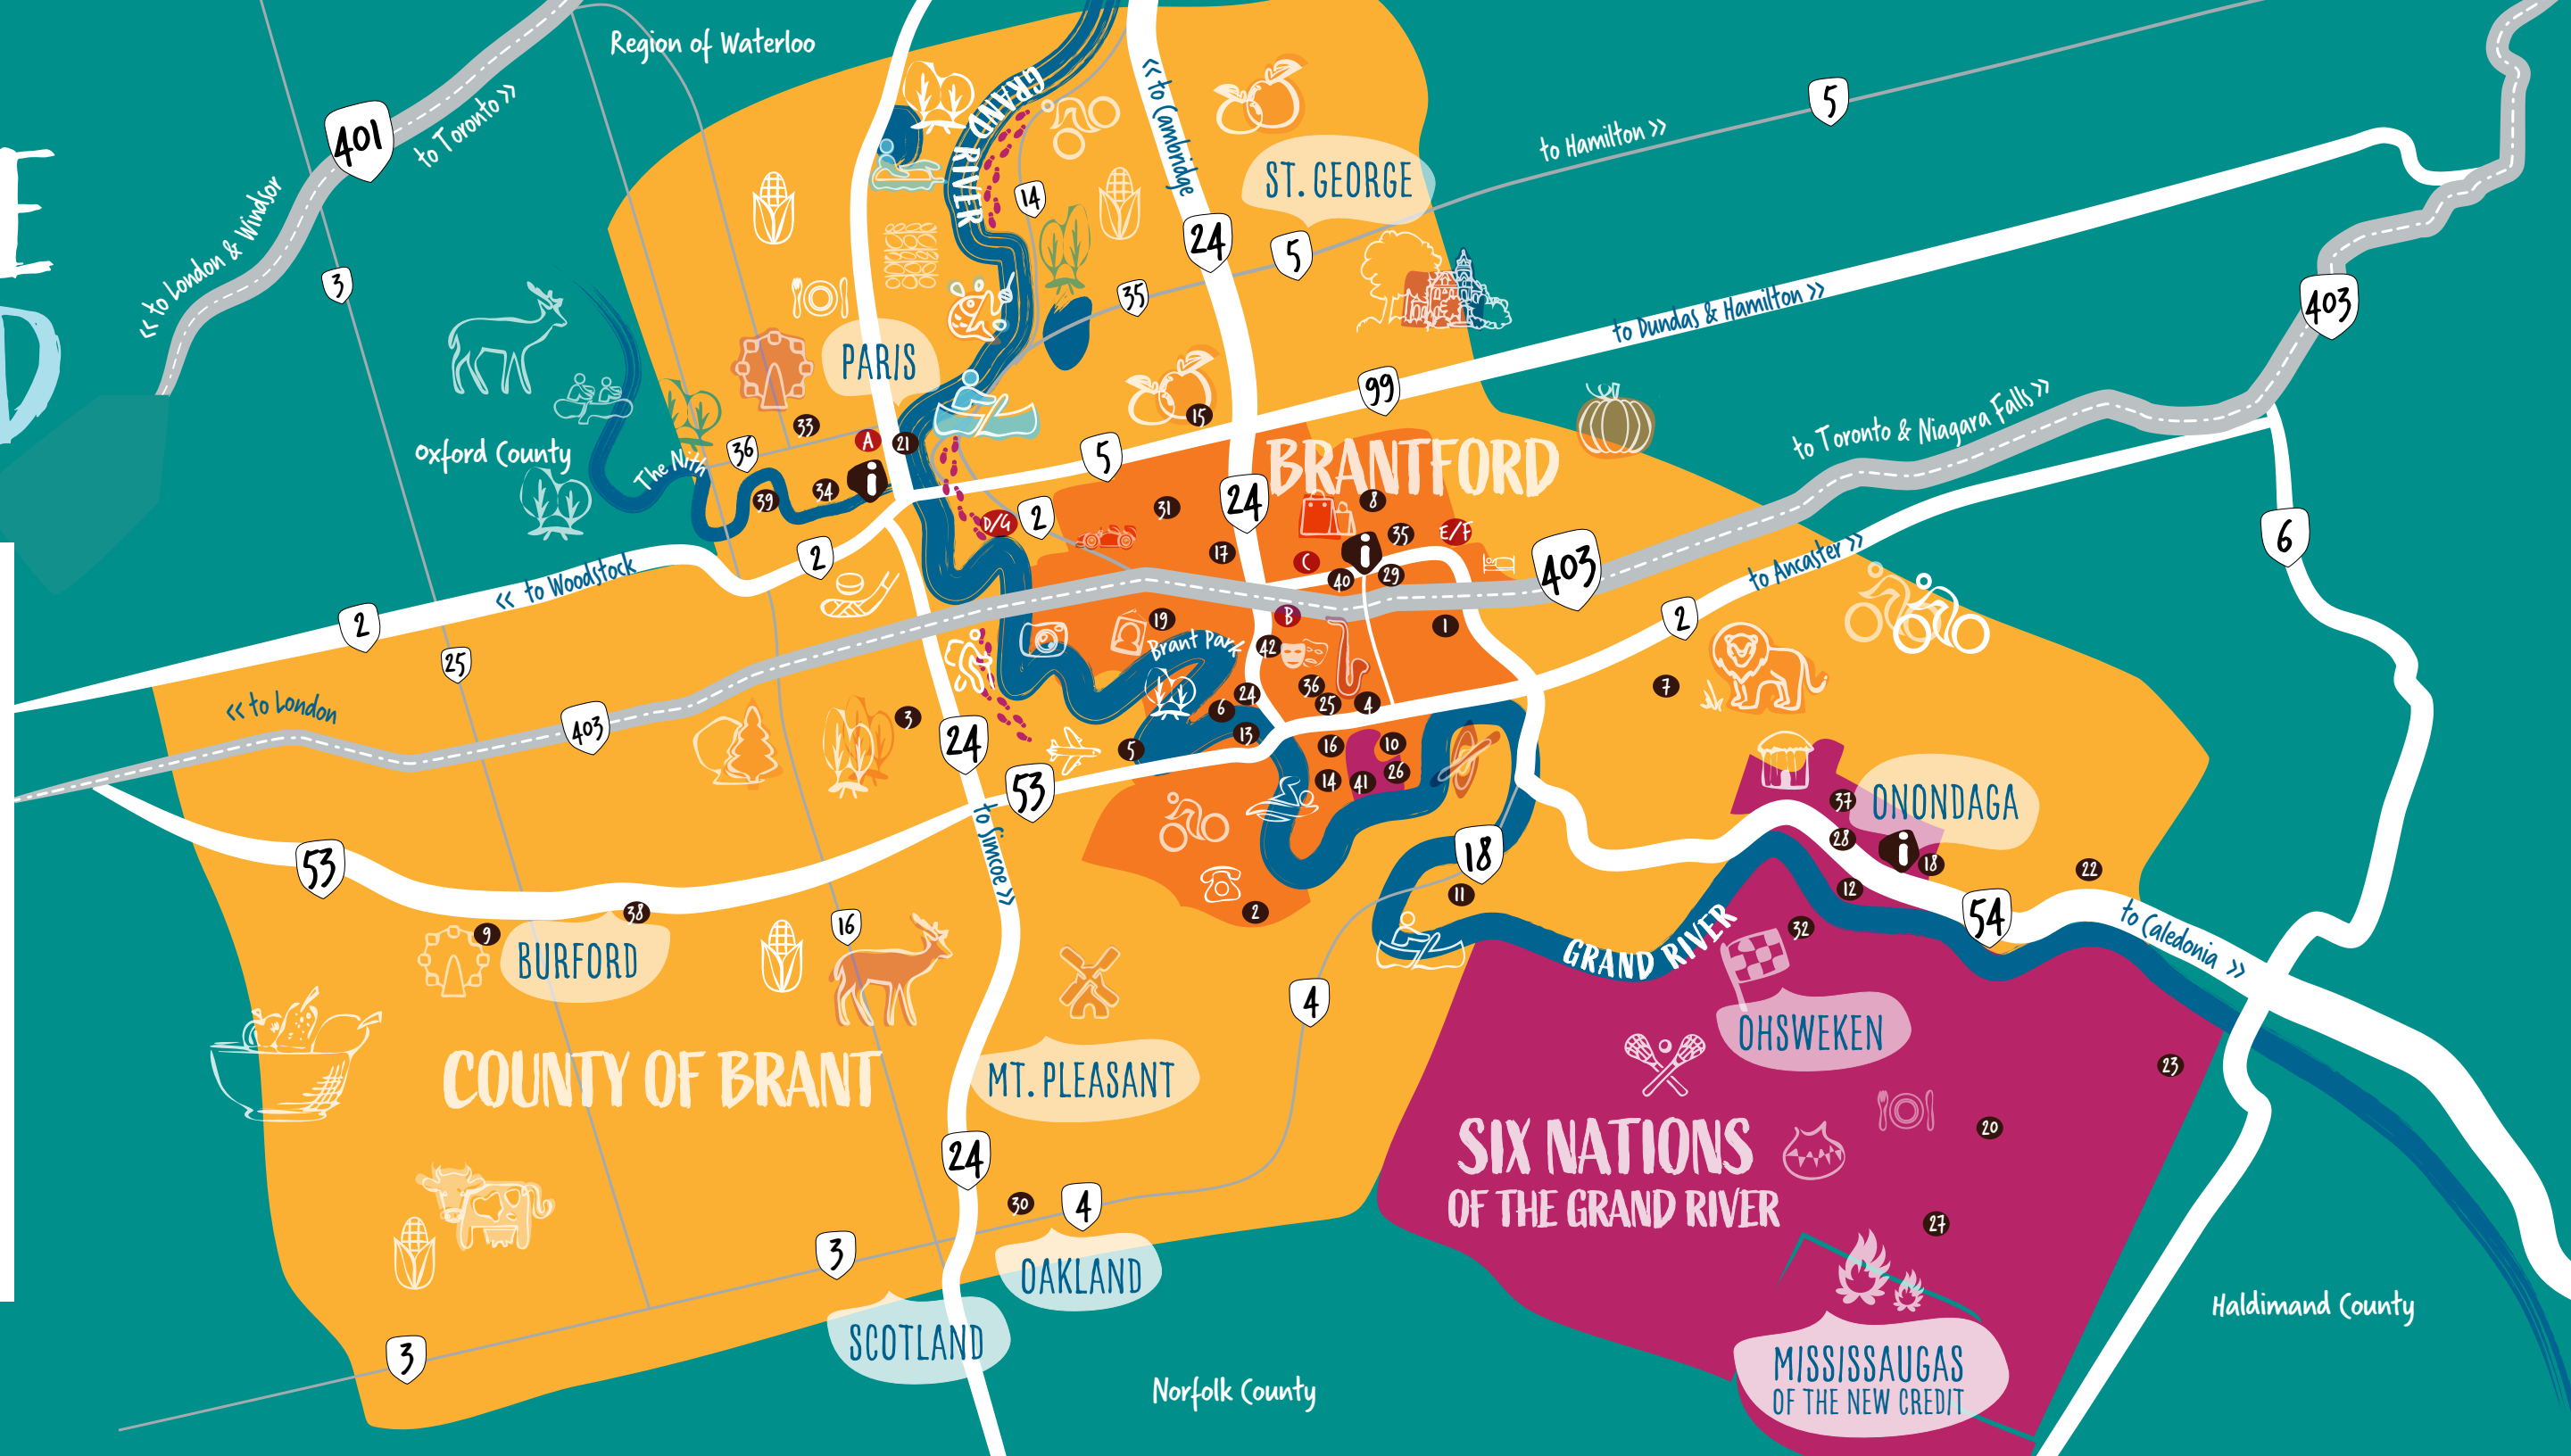 E
D
Region of Waterloo
401
to Toronto >>
<< to London & Windsor
3
GRAND
RIVER
14
<< to Cambridge
24
ST. GEORGE
5
to Hamilton >>
5
35
PARIS
to Dundas & Hamilton >>
403
99
15
33
A
21
Oxford County
The Nith
36
34
39
i
5
to Toronto & Niagara Falls >>
BRANTFORD
24
8
31
D/G
2
17
35
E/F
C
i
40
29
403
to Ancaster >>
6
2
<< to Woodstock
2
25
B
1
2
19
Brant Park
42
<< to London
403
3
24
24
36
25
4
6
13
7
5
16
10
14
41
26
53
53
to Simcoe >>
18
37
ONONDAGA
28
i
18
22
12
11
2
54
to Caledonia >>
9
38
BURFORD
16
GRAND RIVER
32
4
OHSWEKEN
COUNTY OF BRANT
MT. PLEASANT
23
20
SIX NATIONS
OF THE GRAND RIVER
24
30
4
27
3
OAKLAND
SCOTLAND
3
Haldimand County
MISSISSAUGAS
OF THE NEW CREDIT
Norfolk County